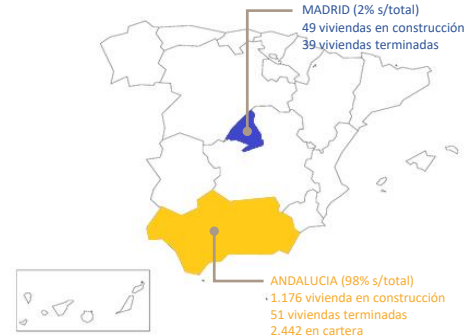 MADRID (2% s/total)
49 viviendas en construcción
39 viviendas terminadas
ANDALUCIA (98% s/total)
1.176 vivienda en construcción
51 viviendas terminadas
2.442 en cartera